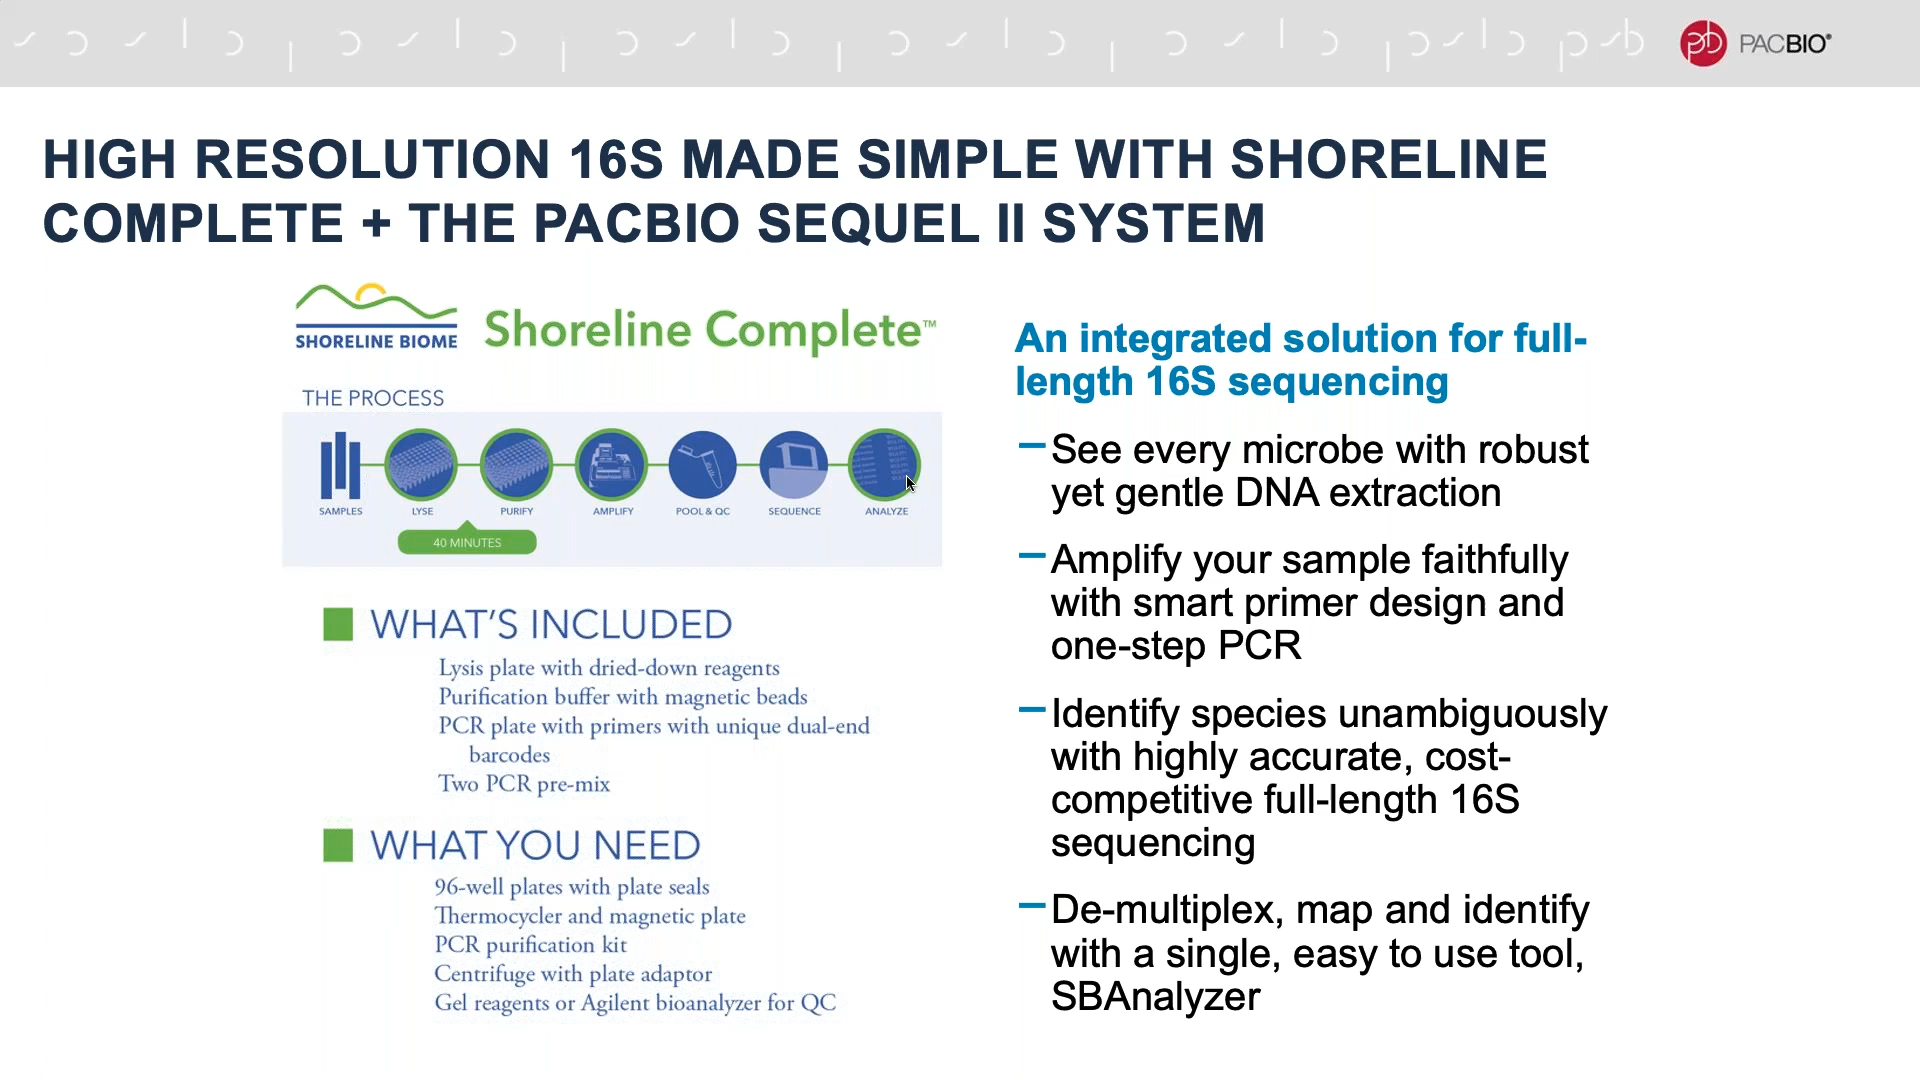 PACBIO®
HIGH RESOLUTION 16S MADE SIMPLE WITH SHORELINE
COMPLETE + THE PACBIO SEQUEL II SYSTEM
SHORELINE BIOME
Shoreline Complete™
THE PROCESS
SAMPLES
LYSE
PURIFY
AMPLIFY
POOL & QC
SEQUENCE
ANALYZE
40 MINUTES
WHAT'S INCLUDED
Lysis plate with dried-down reagents
Purification buffer with magnetic beads
PCR plate with primers with unique dual-end
barcodes
Two PCR pre-mix
WHAT YOU NEED
96-well plates with plate seals
Thermocycler and magnetic plate
PCR purification kit
Centrifuge with plate adaptor
Gel reagents or Agilent bioanalyzer for QC
An integrated solution for full-
length 16S sequencing
– See every microbe with robust
yet gentle DNA extraction
– Amplify your sample faithfully
with smart primer design and
one-step PCR
– Identify species unambiguously
with highly accurate, cost-
competitive full-length 16S
sequencing
– De-multiplex, map and identify
with a single, easy to use tool,
SBAnalyzer